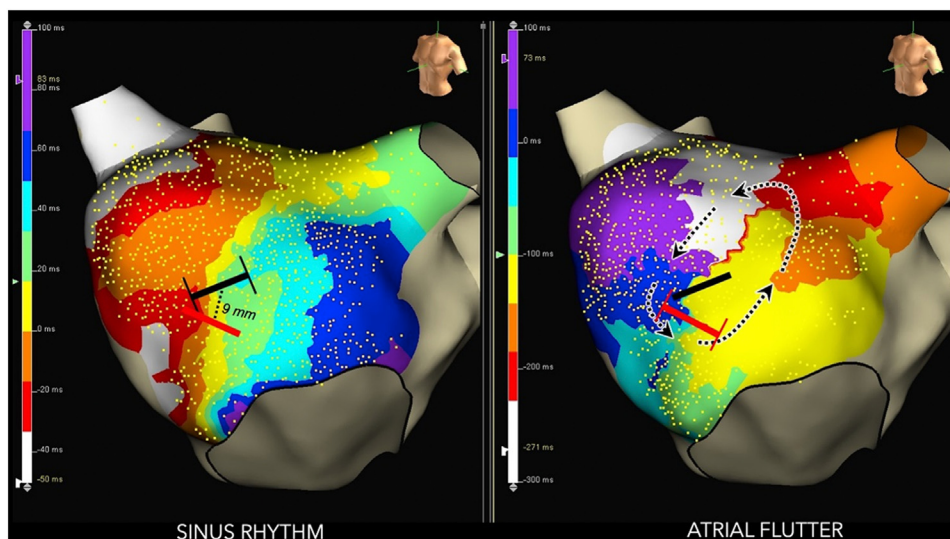 100 ms
83 ms
80 ms
60 ms
40 ms
20 ms
0 ms
-20 ms
-40 ms
-50 ms
9 mm
SINUS RHYTHM
100 ms
73 ms
0 ms
-100 ms
-200 ms
-271 ms
-300 ms
ATRIAL FLUTTER